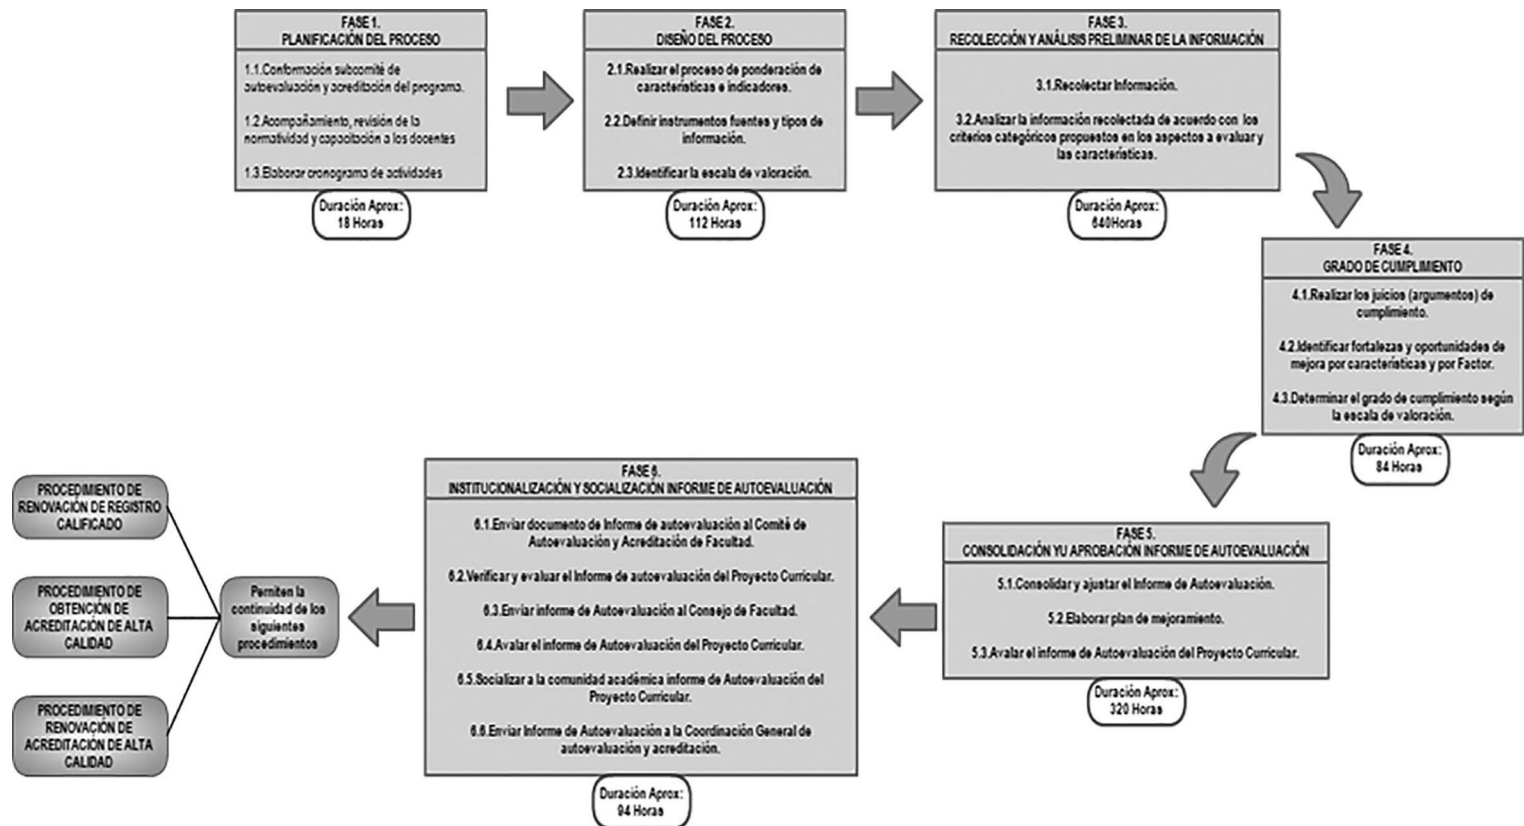 FASE 1.
PLANIFICACIÓN DEL PROCESO
1.1.Conformación subcomité de
autoevaluación y acreditación del programa.
1.2.Acompañamiento, revisión de la
normatividad y capacitación a los docentes
1.3.Elaborar cronograma de actividades
Duración Aprox:
18 Horas
FASE 2.
DISEÑO DEL PROCESO
2.1.Realizar el proceso de ponderación de
características e indicadores.
2.2.Definir instrumentos fuentes y tipos de
información.
2.3.Identificar la escala de valoración.
Duración Aprox:
112 Horas
FASE 3.
RECOLECCIÓN Y ANÁLISIS PRELIMINAR DE LA INFORMACIÓN
3.1.Recolectar Información.
3.2.Analizar la información recolectada de acuerdo con los
criterios categóricos propuestos en los aspectos a evaluar y
las características.
Duración Aprox:
640Horas
FASE 4.
GRADO DE CUMPLIMIENTO
4.1.Realizar los juicios (argumentos) de
cumplimiento.
4.2.Identificar fortalezas y oportunidades de
mejora por características y por Factor.
4.3.Determinar el grado de cumplimiento según
la escala de valoración.
Duración Aprox:
84 Horas
FASE 5.
CONSOLIDACIÓN YU APROBACIÓN INFORME DE AUTOEVALUACIÓN
5.1.Consolidar y ajustar el Informe de Autoevaluación.
5.2.Elaborar plan de mejoramiento.
5.3.Avalar el informe de Autoevaluación del Proyecto Curricular.
Duración Aprox:
320 Horas
FASE 6.
INSTITUCIONALIZACIÓN Y SOCIALIZACIÓN INFORME DE AUTOEVALUACIÓN
6.1.Enviar documento de Informe de autoevaluación al Comité de
Autoevaluación y Acreditación de Facultad.
6.2.Verificar y evaluar el Informe de autoevaluación del Proyecto Curricular.
6.3.Enviar informe de Autoevaluación al Consejo de Facultad.
6.4.Avalar el informe de Autoevaluación del Proyecto Curricular.
6.5.Socializar a la comunidad académica informe de Autoevaluación del
Proyecto Curricular.
6.6.Enviar Informe de Autoevaluación a la Coordinación General de
autoevaluación y acreditación.
Duración Aprox:
94 Horas
Permiten la
continuidad de los
siguientes
procedimientos
PROCEDIMIENTO DE
RENOVACIÓN DE REGISTRO
CALIFICADO
PROCEDIMIENTO DE
OBTENCIÓN DE
ACREDITACIÓN DE ALTA
CALIDAD
PROCEDIMIENTO DE
RENOVACIÓN DE
ACREDITACIÓN DE ALTA
CALIDAD